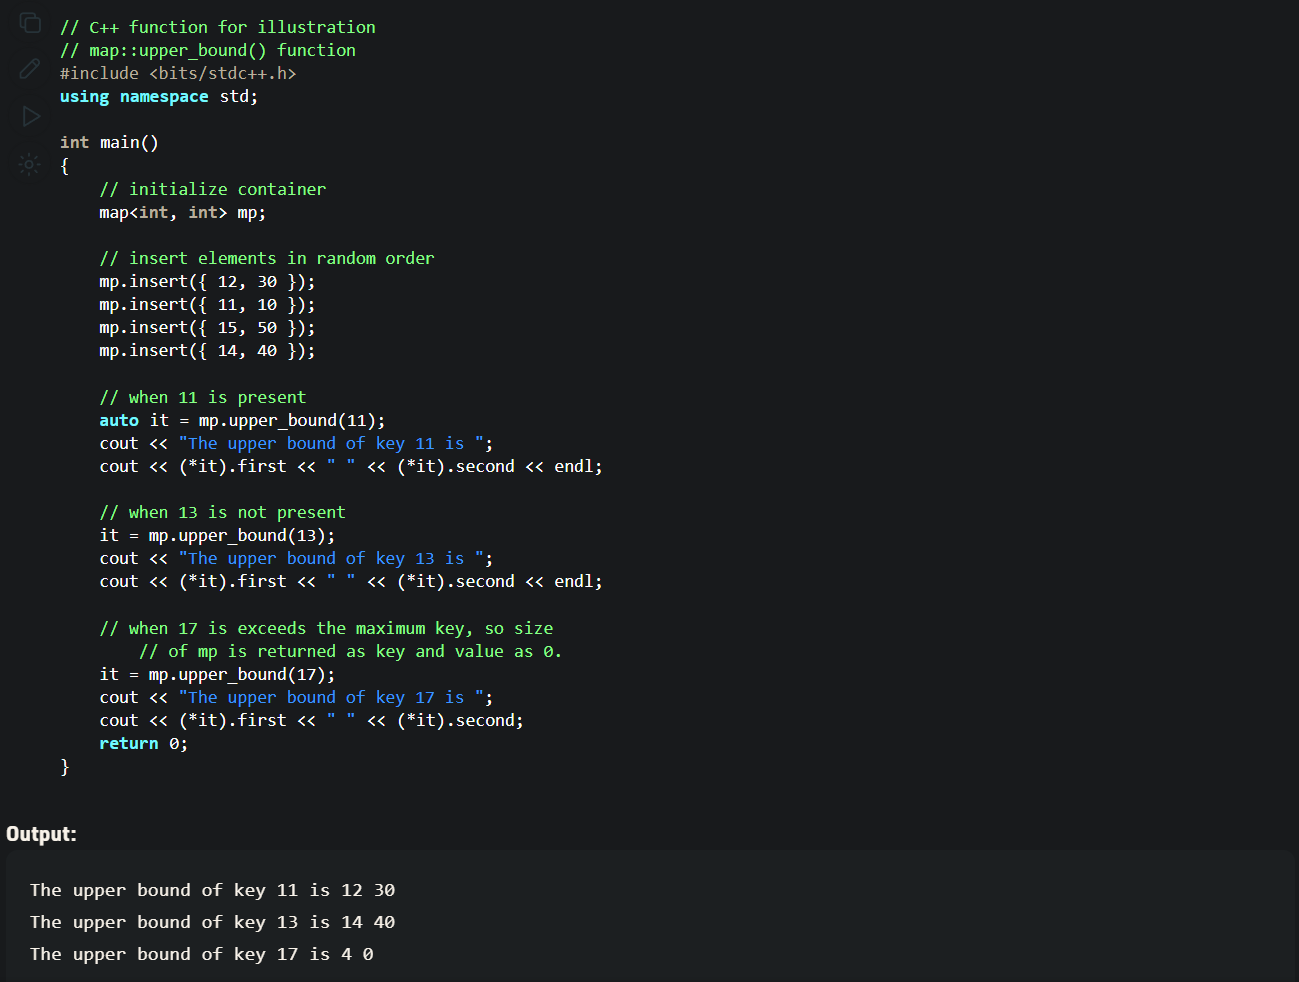 // C++ function for illustration
// map::upper_bound() function
#include <bits/stdc++.h>
using namespace std;
int main()
{
// initialize container
map<int, int> mp;
// insert elements in random order
mp.insert({ 12, 30 });
mp.insert({ 11, 10 });
mp.insert({ 15, 50 });
mp.insert({ 14, 40 });
// when 11 is present
auto it = mp.upper_bound(11);
cout << "The upper bound of key 11 is ";
cout << (*it).first << " " << (*it).second << endl;
// when 13 is not present
it = mp.upper_bound(13);
cout << "The upper bound of key 13 is ";
cout << (*it).first << " " << (*it).second << endl;
// when 17 is exceeds the maximum key, so size
// of mp is returned as key and value as 0.
it = mp.upper_bound(17);
cout << "The upper bound of key 17 is ";
cout << (*it).first << " " << (*it).second;
return 0;
}
Output:
The upper bound of key 11 is 12 30
The upper bound of key 13 is 14 40
The upper bound of key 17 is 4 0